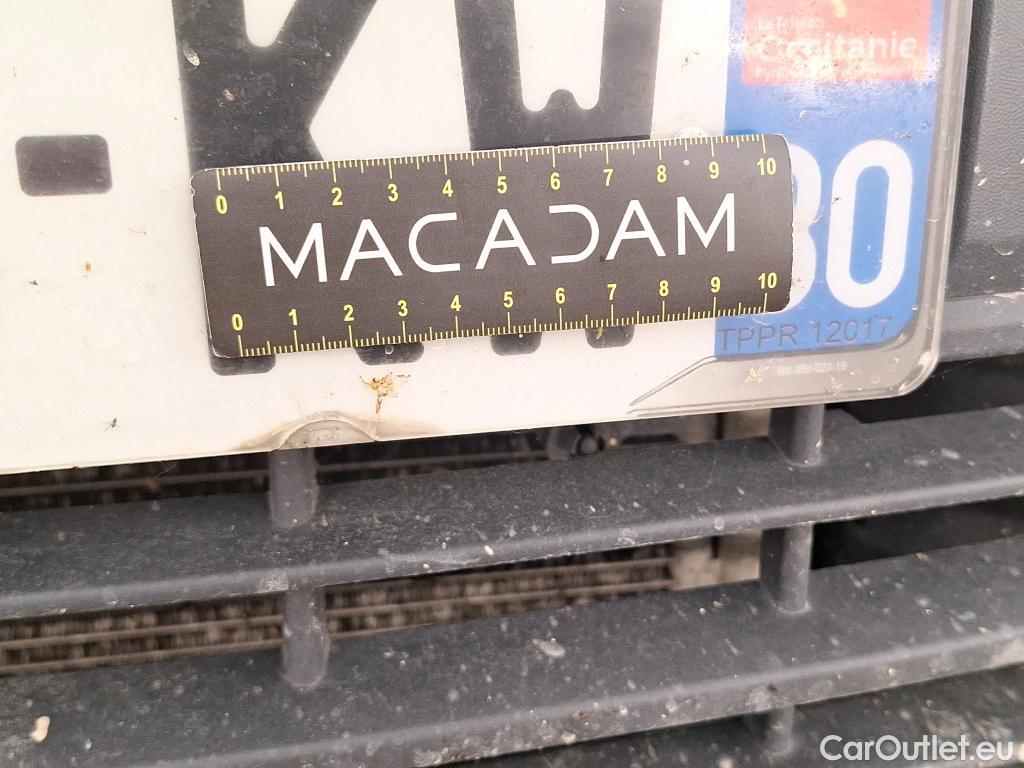 La Région
Occitanie
30
0 1 2 3 4 5 6 7 8 9 10
MACADAM
0 1 2 3 4 5 6 7 8 9 10
TPPR 12017
CarOutlet.eu